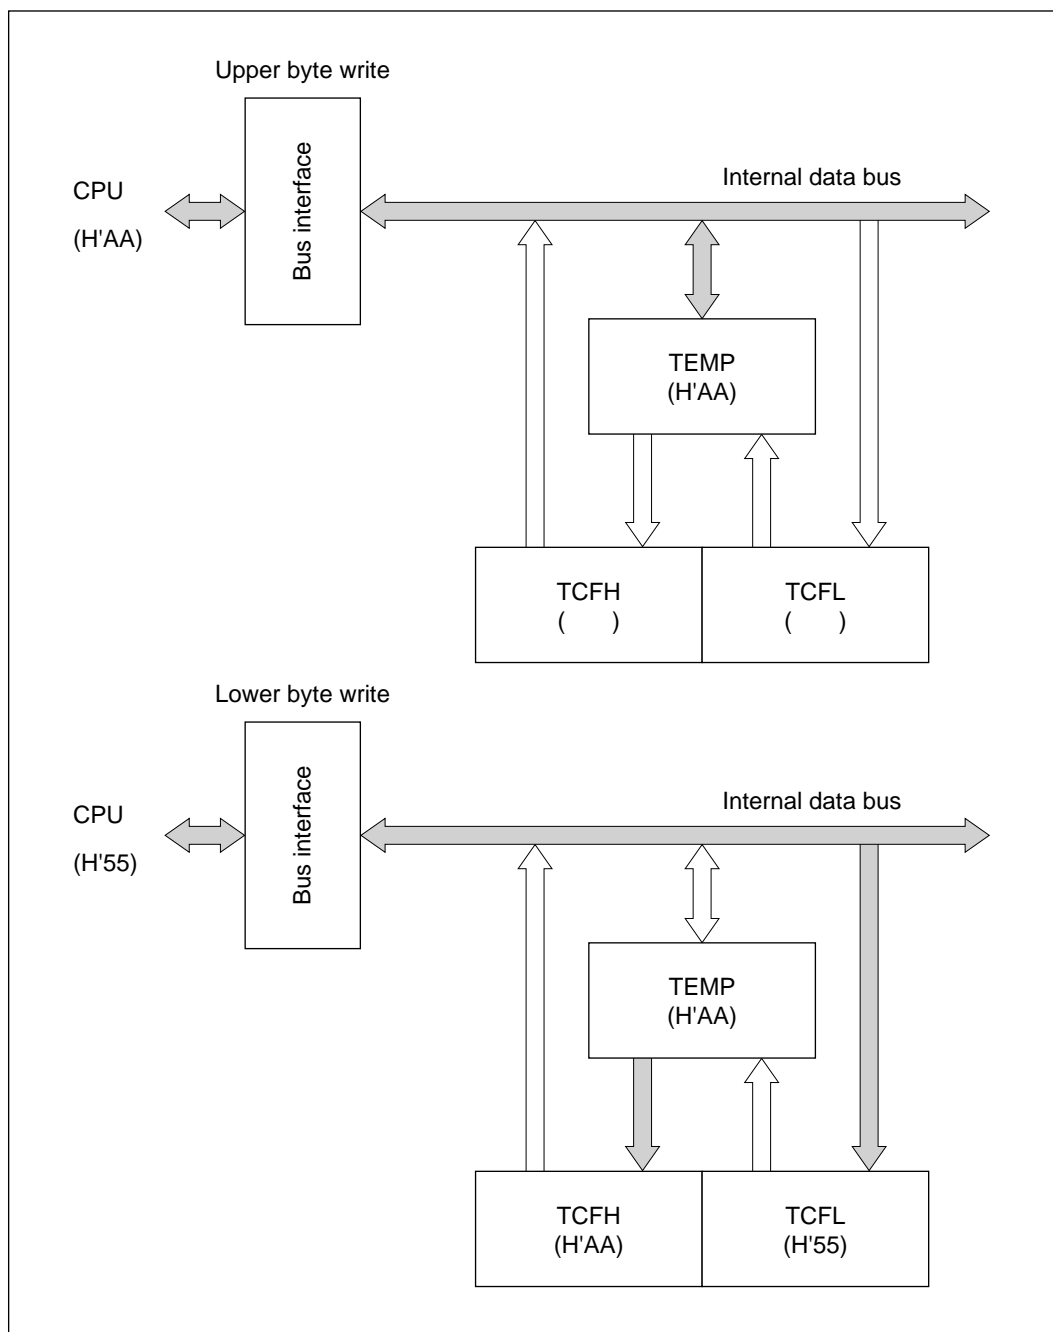 Upper byte write
CPU
(H'AA)
Bus interface
Internal data bus
TEMP
(H'AA)
TCFH
(      )
TCFL
(      )
Lower byte write
CPU
(H'55)
Bus interface
Internal data bus
TEMP
(H'AA)
TCFH
(H'AA)
TCFL
(H'55)